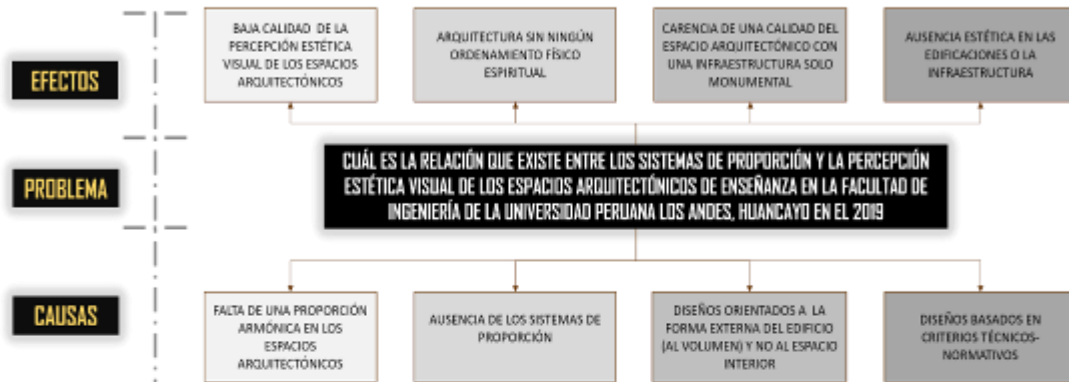 EFECTOS
BAJA CALIDAD DE LA
PERCEPCIÓN ESTÉTICA
VISUAL DE LOS ESPACIOS
ARQUITECTÓNICOS
ARQUITECTURA SIN NINGÚN
ORDENAMIENTO FÍSICO
ESPIRITUAL
CARENCIA DE UNA CALIDAD DEL
ESPACIO ARQUITECTÓNICO CON
UNA INFRAESTRUCTURA SOLO
MONUMENTAL
AUSENCIA ESTÉTICA EN LAS
EDIFICACIONES O LA
INFRAESTRUCTURA
PROBLEMA
CUÁL ES LA RELACIÓN QUE EXISTE ENTRE LOS SISTEMAS DE PROPORCIÓN Y LA PERCEPCIÓN
ESTÉTICA VISUAL DE LOS ESPACIOS ARQUITECTÓNICOS DE ENSEÑANZA EN LA FACULTAD DE
INGENIERÍA DE LA UNIVERSIDAD PERUANA LOS ANDES, HUANCAYO EN EL 2019
CAUSAS
FALTA DE UNA PROPORCIÓN
ARMÓNICA EN LOS
ESPACIOS
ARQUITECTÓNICOS
AUSENCIA DE LOS SISTEMAS DE
PROPORCIÓN
DISEÑOS ORIENTADOS A LA
FORMA EXTERNA DEL EDIFICIO
(AL VOLUMEN) Y NO AL ESPACIO
INTERIOR
DISEÑOS BASADOS EN
CRITERIOS TÉCNICOS-
NORMATIVOS